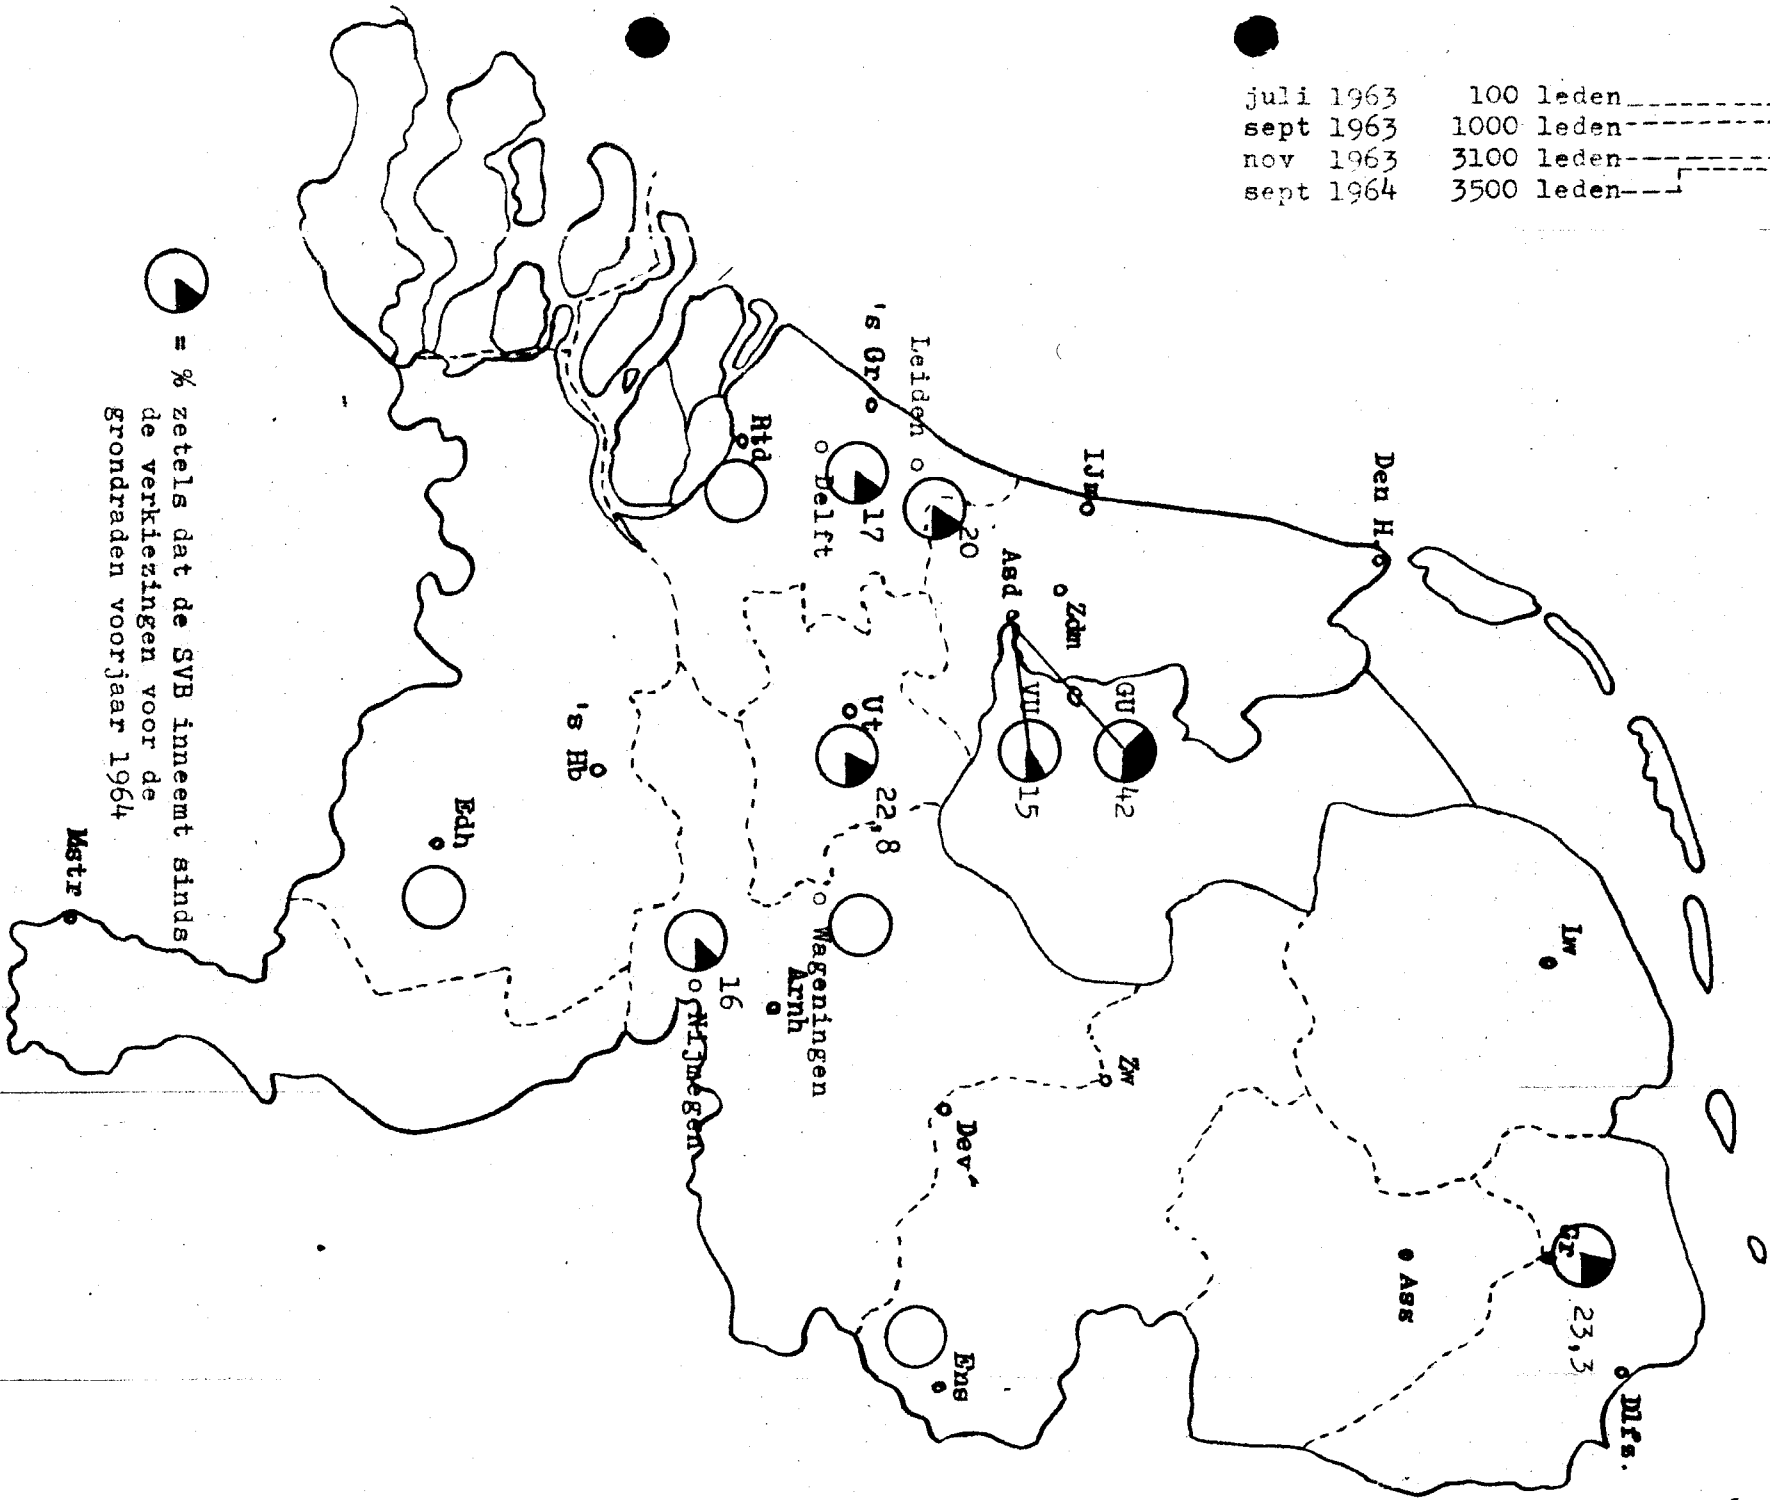 juli 1963 100 leden
sept 1963 1000 leden
nov 1963 3100 leden
sept 1964 3500 leden
Den H.
IJm
Leiden
's Gr
Zdm
Asd
GU
42
VU
15
20
17
Delft
Rtd
Ut
22,8
's Hb
Edh
Mstr
Wageningen
Arnh
16
Nijmegen
Lw
Zw
Dev
Ens
Ass
Gr
23,3
Dlfs.
= % zetels dat de SVB inneemt sinds
de verkiezingen voor de
grondraden voorjaar 1964